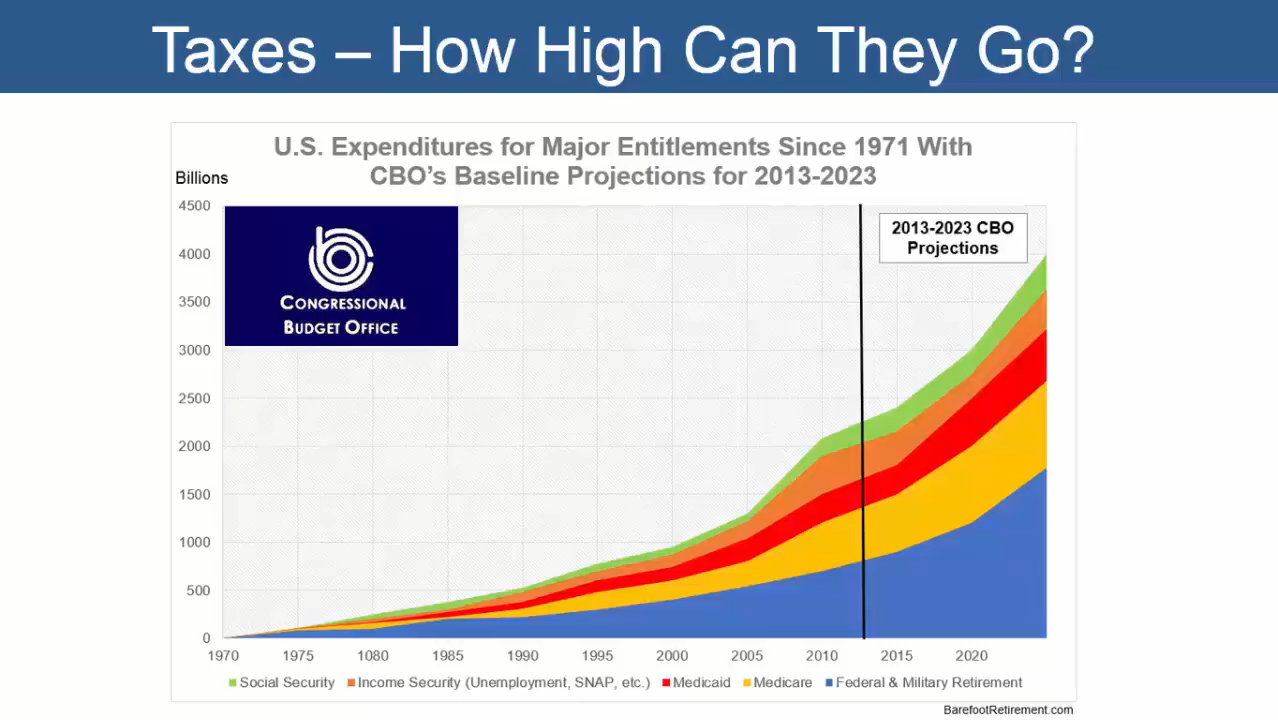 Taxes – How High Can They Go?
U.S. Expenditures for Major Entitlements Since 1971 With
CBO's Baseline Projections for 2013-2023
Billions
4500
4000
3500
3000
2500
2000
1500
1000
500
0
CONGRESSIONAL
BUDGET OFFICE
2013-2023 CBO
Projections
1970 1975 1080 1985 1990 1995 2000 2005 2010 2015 2020
Social Security Income Security (Unemployment, SNAP, etc.) Medicaid Medicare Federal & Military Retirement
BarefootRetirement.com